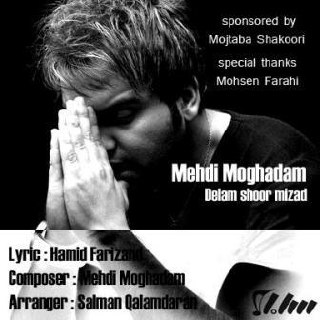 sponsored by
Mojtaba Shakoori
special thanks
Mohsen Farahi
Mehdi Moghadam
Delam shoor mizad
Lyric : Hamid Farizand
Composer : Mehdi Moghadam
Arranger : Salman Qalamdaran